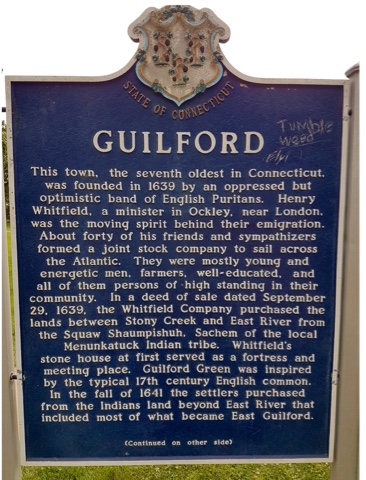 STATE OF CONNECTICUT
GUILFORD
Tumble
weed
This town, the seventh oldest in Connecticut,
was founded in 1639 by an oppressed but
optimistic band of English Puritans. Henry
Whitfield, a minister in Ockley, near London,
was the moving spirit behind their emigration.
About forty of his friends and sympathizers
formed a joint stock company to sail across
the Atlantic. They were mostly young and
energetic men, farmers, well-educated, and
all of them persons of high standing in their
community. In a deed of sale dated September
29, 1639, the Whitfield Company purchased the
lands between Stony Creek and East River from
the Squaw Shaumpishuh, Sachem of the local
Menunkatuck Indian tribe. Whitfield's
stone house at first served as a fortress and
meeting place. Guilford Green was inspired
by the typical 17th century English common.
In the fall of 1641 the settlers purchased
from the Indians land beyond East River that
included most of what became East Guilford.
(Continued on other side)